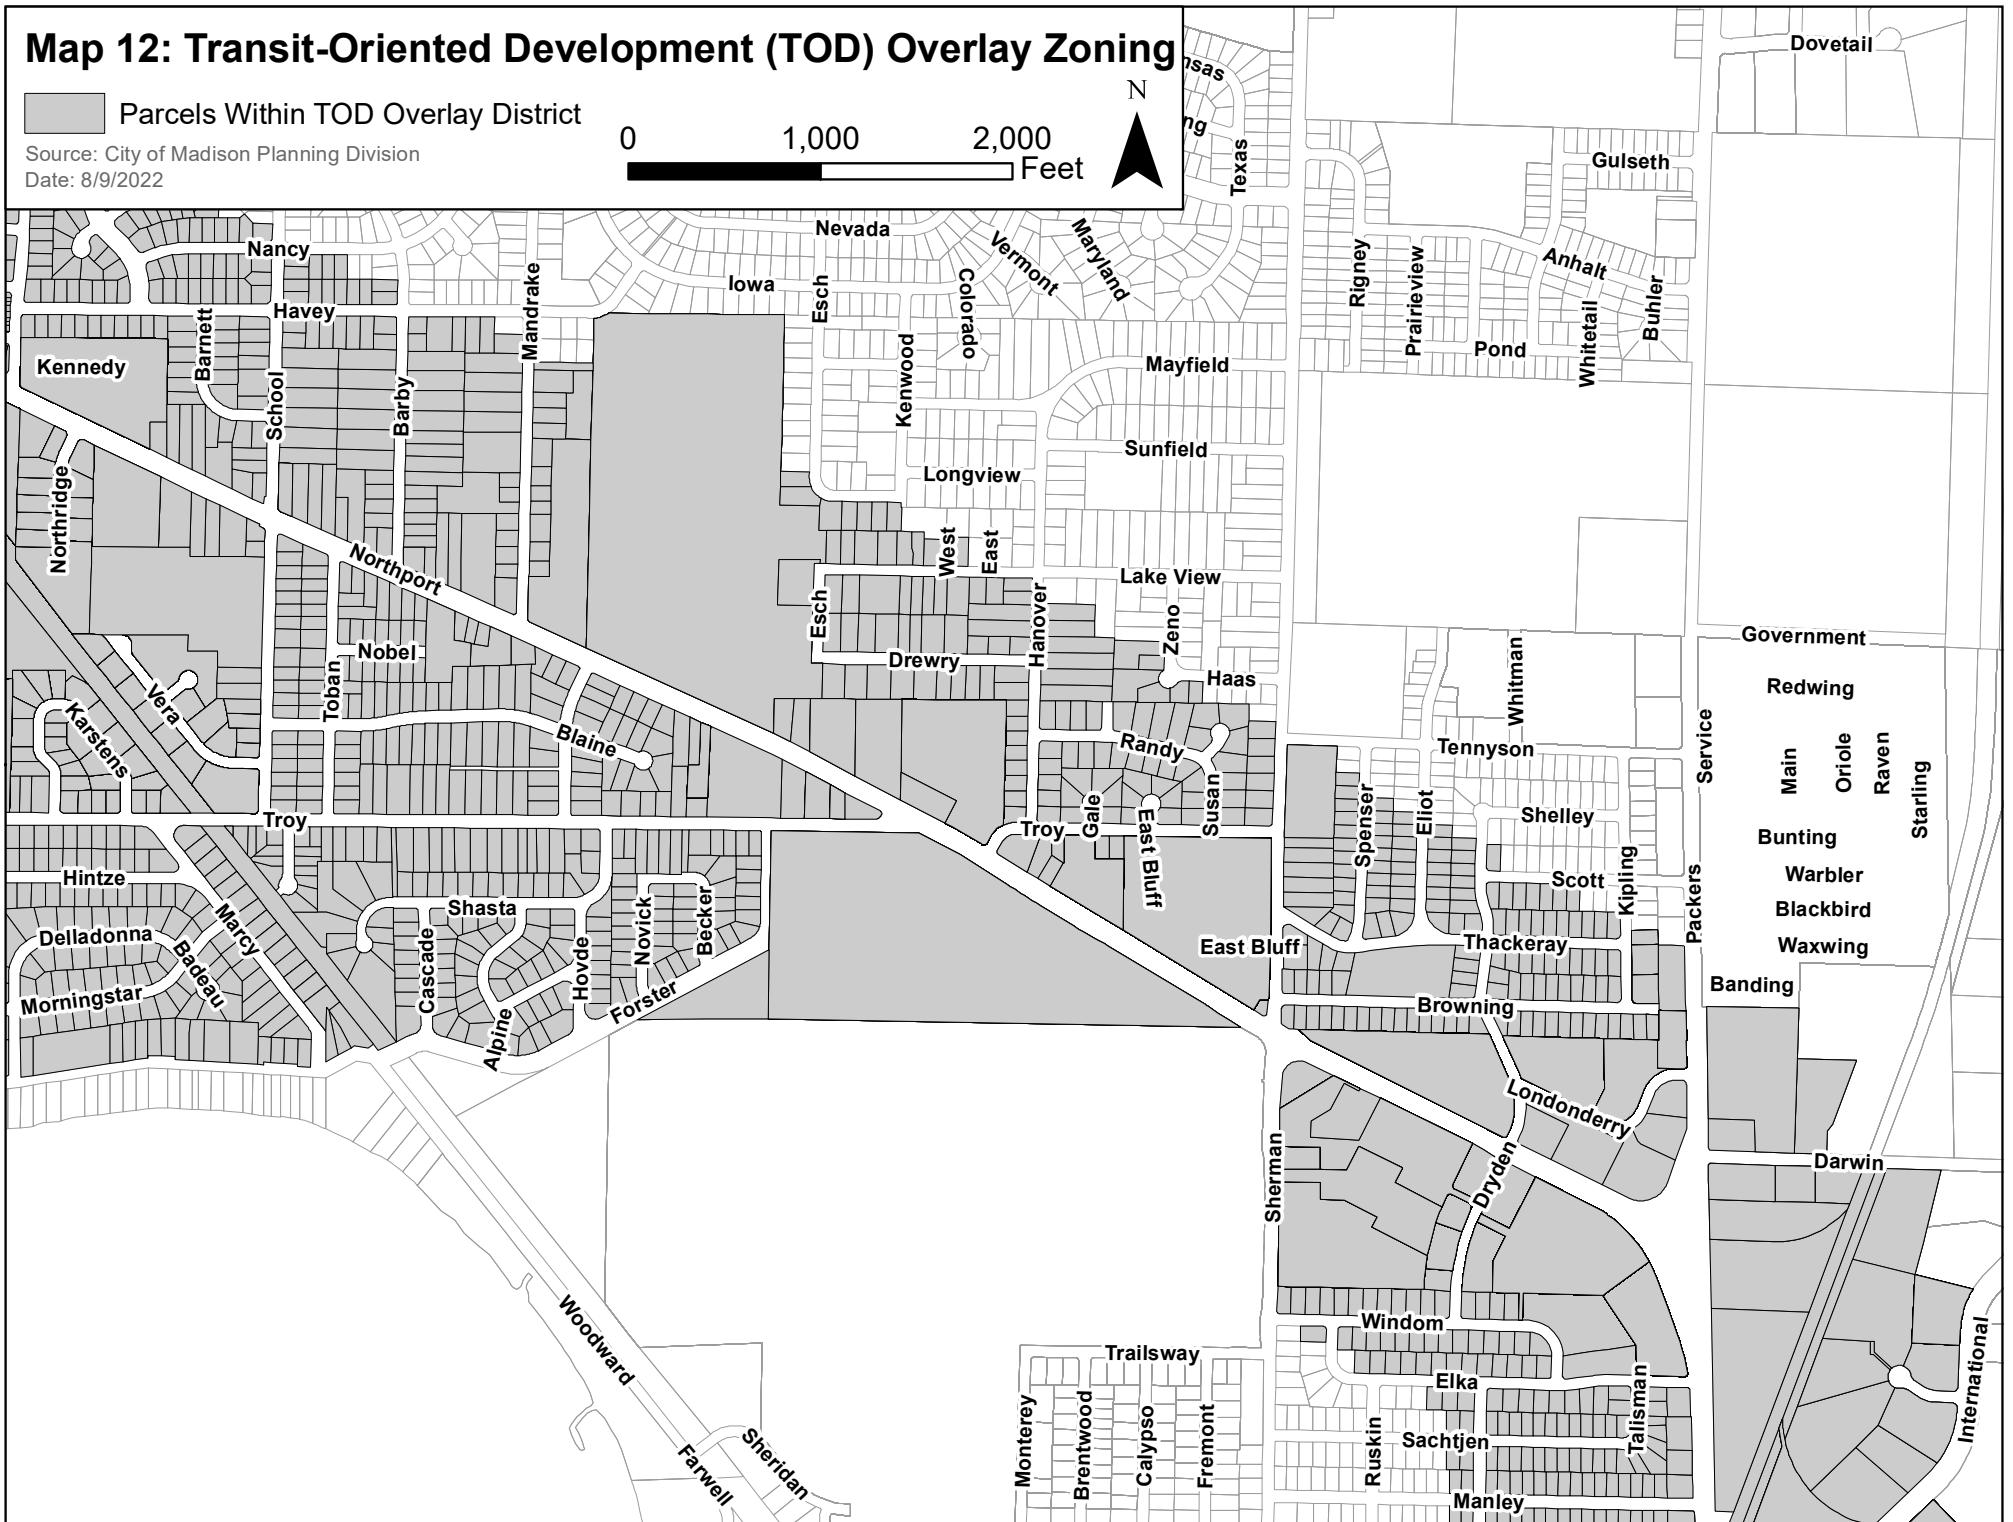 Map 12: Transit-Oriented Development (TOD) Overlay Zoning
Parcels Within TOD Overlay District
Source: City of Madison Planning Division
Date: 8/9/2022
0 1,000 2,000
Feet
N
nsas
ng
Texas
Dovetail
Gulseth
Nancy
Nevada
Vermont
Maryland
Rigney
Prairieview
Anhalt
Iowa
Esch
Colorado
Mandrake
Havey
Barnett
Whitetail
Buhler
Kennedy
School
Barby
Kenwood
Mayfield
Pond
Sunfield
Longview
Northridge
Northport
West
East
Lake View
Esch
Hanover
Zeno
Government
Nobel
Toban
Drewry
Haas
Whitman
Redwing
Vera
Karstens
Blaine
Randy
Tennyson
Service
Main
Oriole
Raven
Starling
Troy
Troy
Gale
East Bluff
Susan
Spenser
Eliot
Shelley
Bunting
Hintze
Scott
Kipling
Warbler
Packers
Shasta
Novick
Becker
Blackbird
Delladonna
Marcy
Badeau
Cascade
Hovde
East Bluff
Thackeray
Waxwing
Morningstar
Forster
Alpine
Browning
Banding
Londonderry
Sherman
Dryden
Darwin
Woodward
Windom
Trailsway
Elka
Talisman
International
Monterey
Brentwood
Calypso
Fremont
Ruskin
Sachtjen
Farwell
Sheridan
Manley